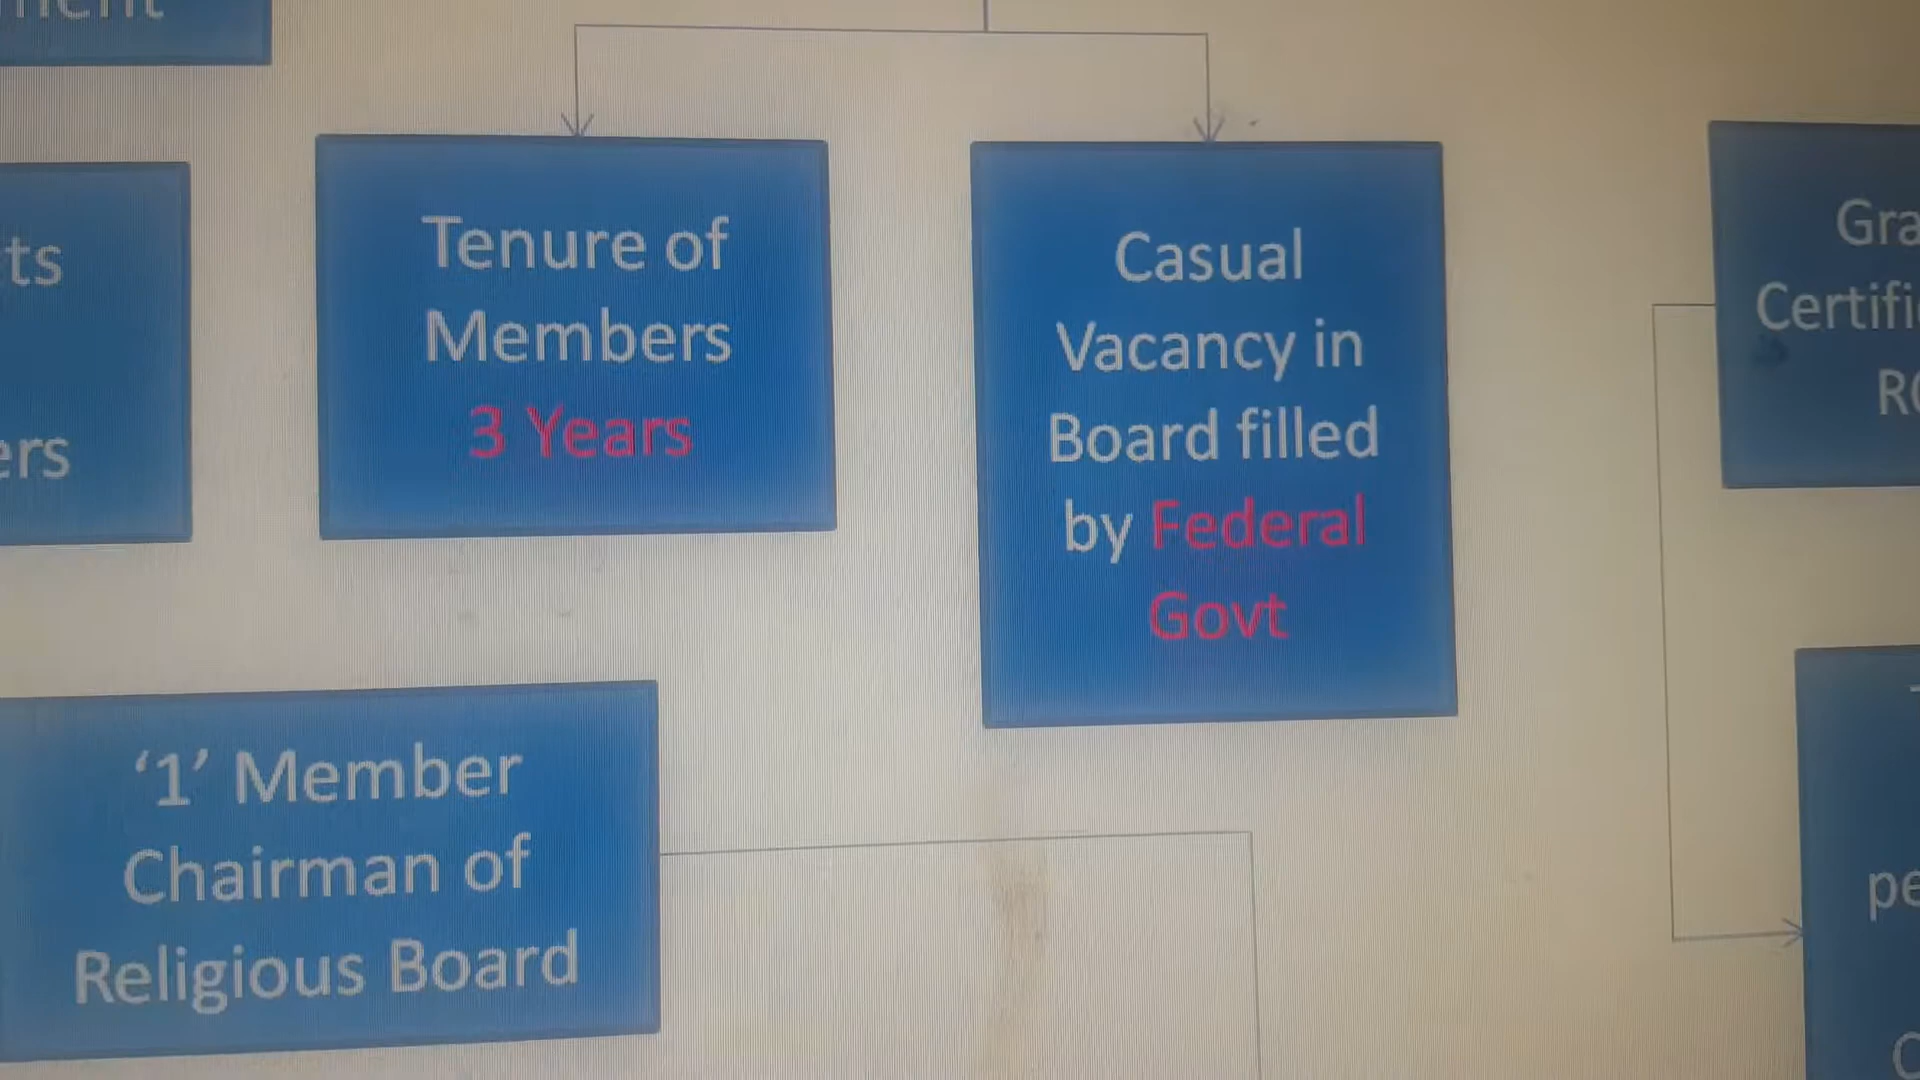 Tenure of
Members
3 Years
Casual
Vacancy in
Board filled
by Federal
Govt
‘1’ Member
Chairman of
Religious Board